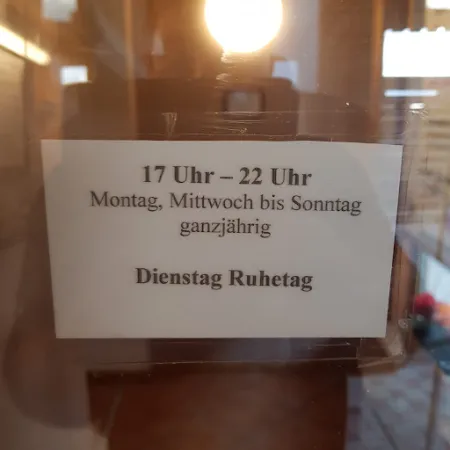 17 Uhr – 22 Uhr
Montag, Mittwoch bis Sonntag
ganzjährig
Dienstag Ruhetag